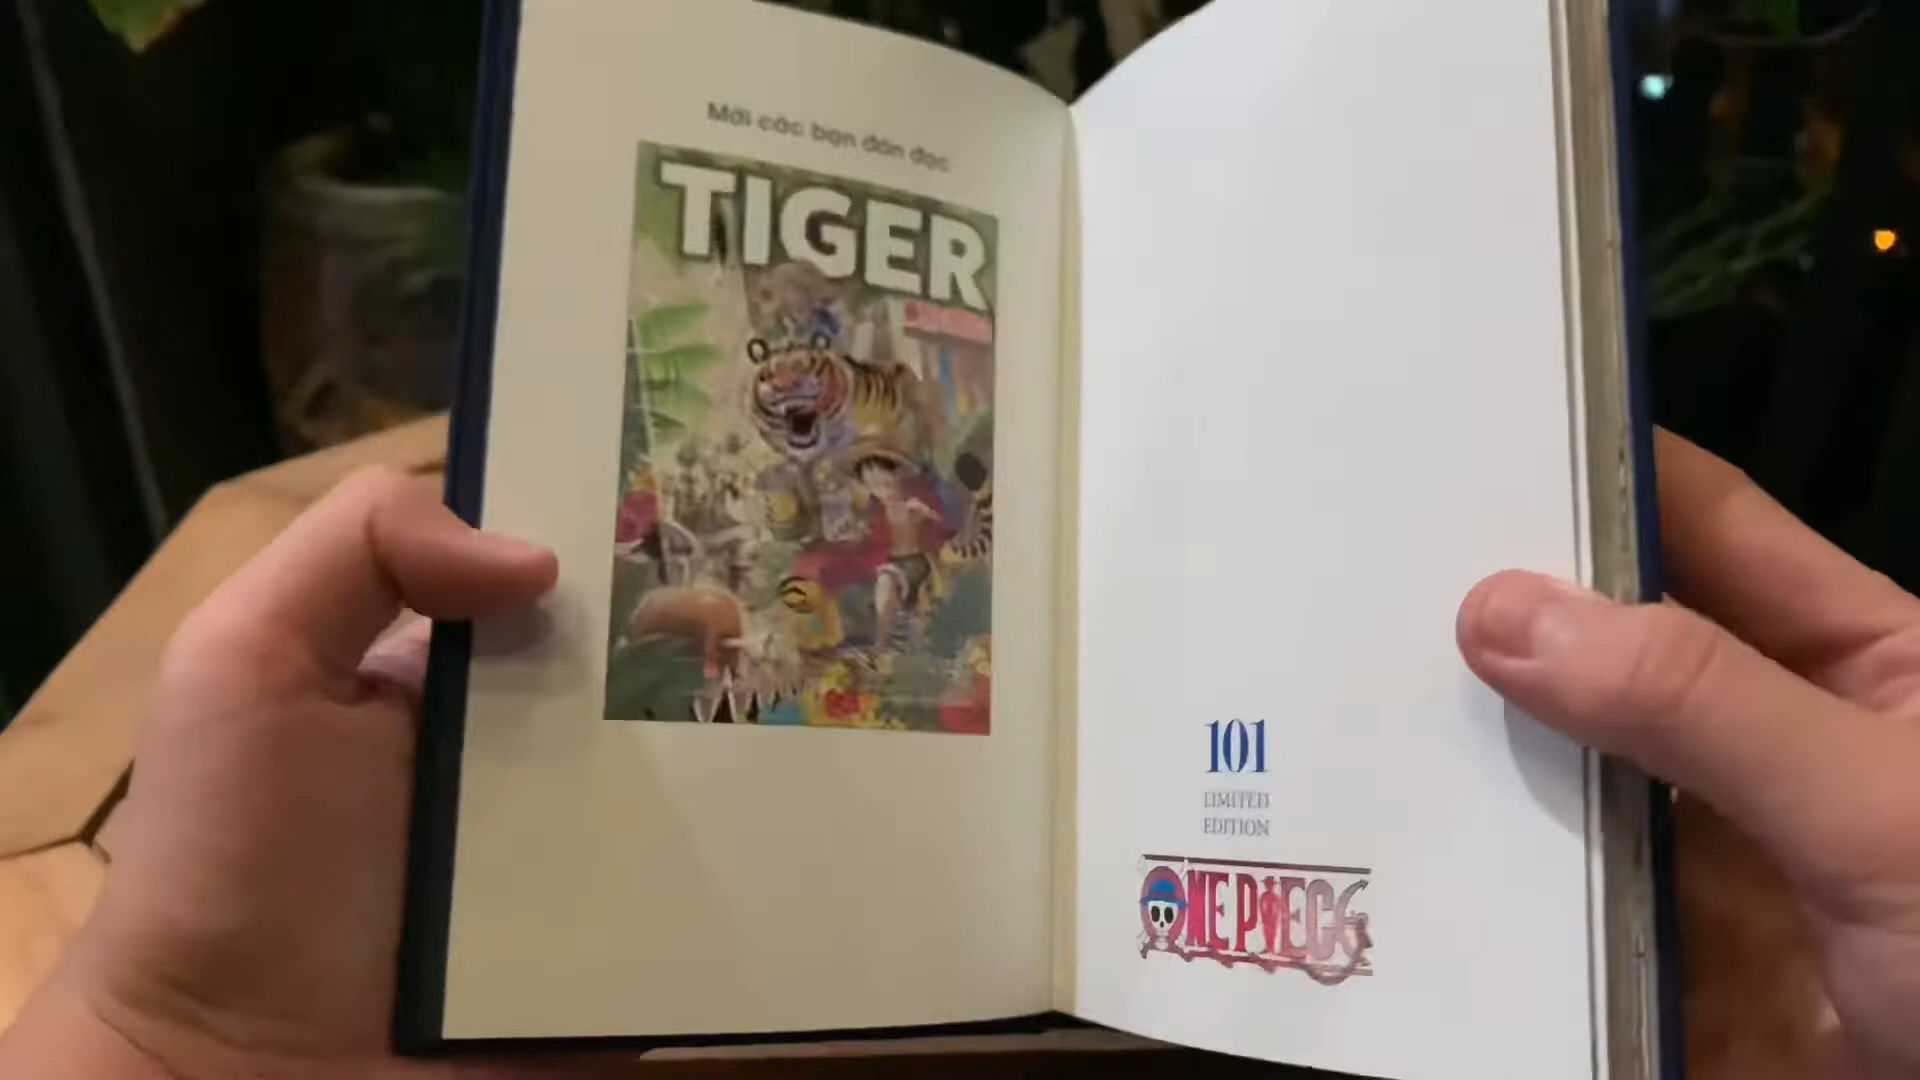 Mời các bạn đón đọc
TIGER
101
LIMITED
EDITION
ONE PIECE